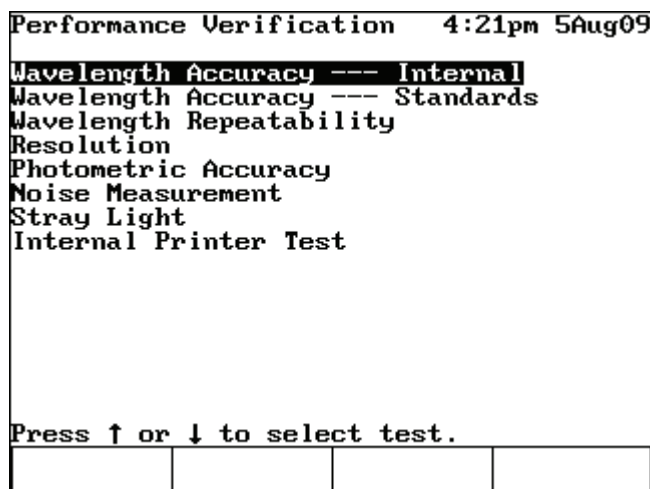 Performance Verification 4:21pm 5Aug09
Wavelength Accuracy --- Internal
Wavelength Accuracy --- Standards
Wavelength Repeatability
Resolution
Photometric Accuracy
Noise Measurement
Stray Light
Internal Printer Test
Press ↑ or ↓ to select test.